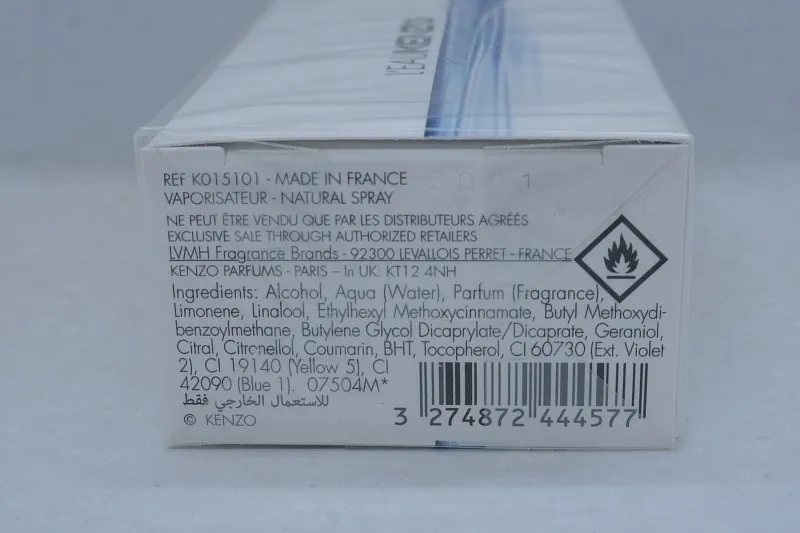 L'EAUKENZO
REF K015101 - MADE IN FRANCE
VAPORISATEUR - NATURAL SPRAY
NE PEUT ÊTRE VENDU QUE PAR LES DISTRIBUTEURS AGRÉÉS
EXCLUSIVE SALE THROUGH AUTHORIZED RETAILERS
LVMH Fragrance Brands - 92300 LEVALLOIS PERRET - FRANCE
KENZO PARFUMS - PARIS – In UK: KT12 4NH
Ingredients: Alcohol, Aqua (Water), Parfum (Fragrance),
Limonene, Linalool, Ethylhexyl Methoxycinnamate, Butyl Methoxydi-
benzoylmethane, Butylene Glycol Dicaprylate/Dicaprate, Geraniol,
Citral, Citronellol, Coumarin, BHT, Tocopherol, CI 60730 (Ext. Violet
2), CI 19140 (Yellow 5), CI
42090 (Blue 1). 07504M*
للاستعمال الخارجي فقط
© KENZO
3 274872 444577